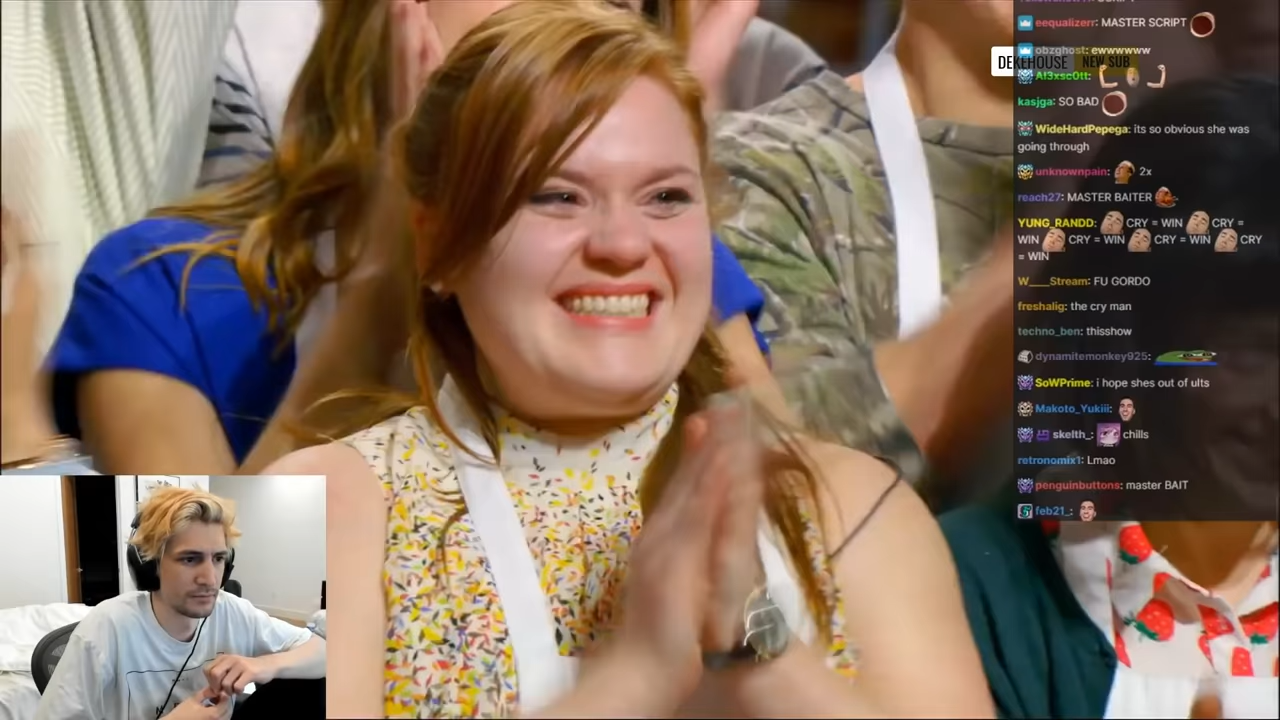 eequalizerr: MASTER SCRIPT
obzghost: ewwwwww
DEKEHOUSE NEW SUB
Af3xsc0tt:
kasjga: SO BAD
WideHardPepega: its so obvious she was
going through
unknownpain: 2x
reach27: MASTER BAITER
YUNG_RANDD: CRY = WIN CRY =
WIN CRY = WIN CRY = WIN CRY
= WIN
W___Stream: FU GORDO
freshalig: the cry man
techno_ben: thisshow
dynamitemonkey925:
SoWPrime: i hope shes out of ults
Makoto_Yukiii:
skelth_: chills
retronomix1: Lmao
penguinbuttons: master BAIT
feb21_: